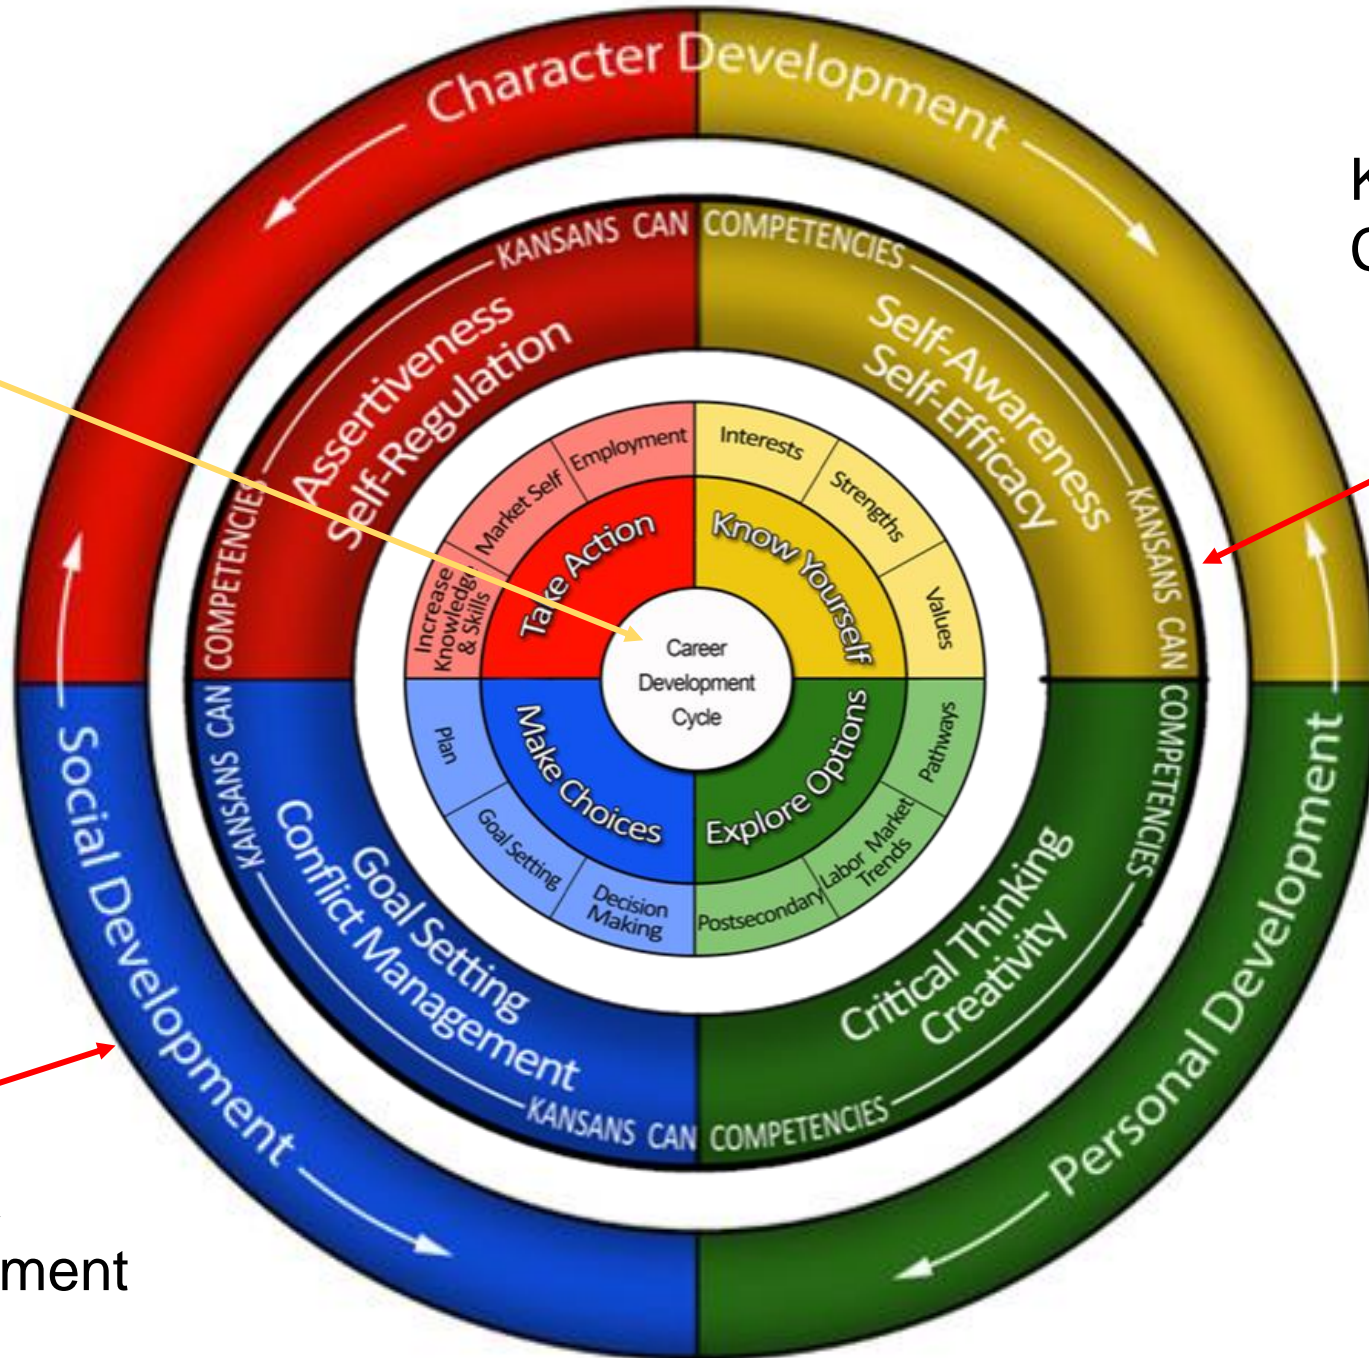 Character Development
KANSANS CAN COMPETENCIES
Assertiveness
Self-Regulation
Self-Awareness
Self-Efficacy
KANSANS CAN COMPETENCIES
KANSANS CAN COMPETENCIES
Employment
Market Self
Increase
Knowledge
& Skills
Take Action
Interests
Strengths
Values
Know Yourself
Career
Development
Cycle
Make Choices
Plan
Goal Setting
Decision
Making
Explore Options
Pathways
Labor Market
Trends
Postsecondary
Goal Setting
Conflict Management
Critical Thinking
Creativity
KANSANS CAN COMPETENCIES
Social Development
Personal Development
ment